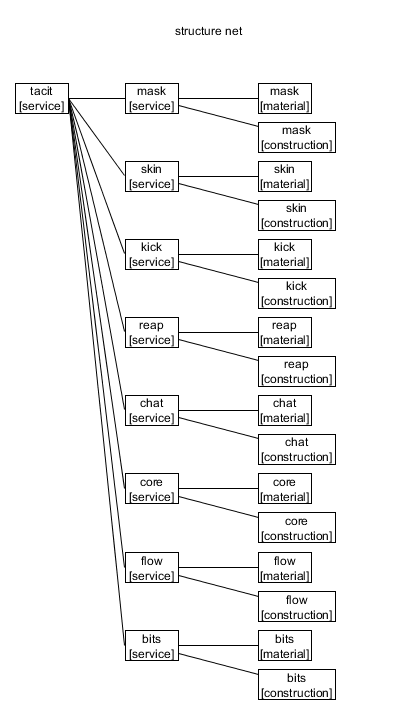 structure net
tacit
[service]
mask
[service]
mask
[material]
mask
[construction]
skin
[service]
skin
[material]
skin
[construction]
kick
[service]
kick
[material]
kick
[construction]
reap
[service]
reap
[material]
reap
[construction]
chat
[service]
chat
[material]
chat
[construction]
core
[service]
core
[material]
core
[construction]
flow
[service]
flow
[material]
flow
[construction]
bits
[service]
bits
[material]
bits
[construction]